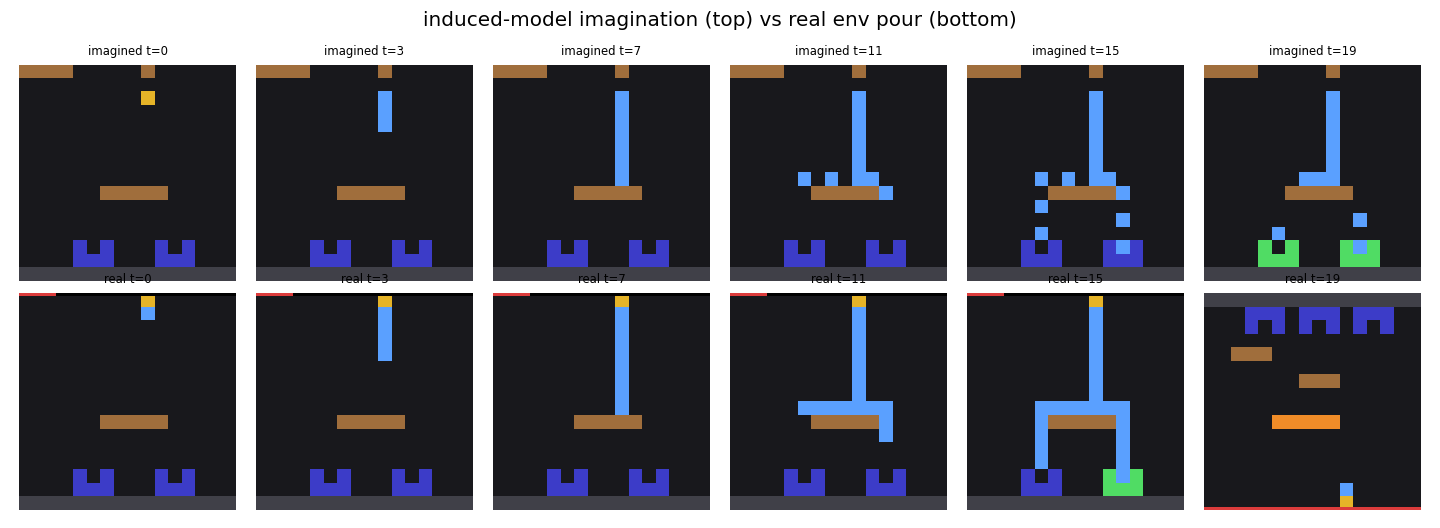 induced-model imagination (top) vs real env pour (bottom)
imagined t=0
imagined t=3
imagined t=7
imagined t=11
imagined t=15
imagined t=19
real t=0
real t=3
real t=7
real t=11
real t=15
real t=19